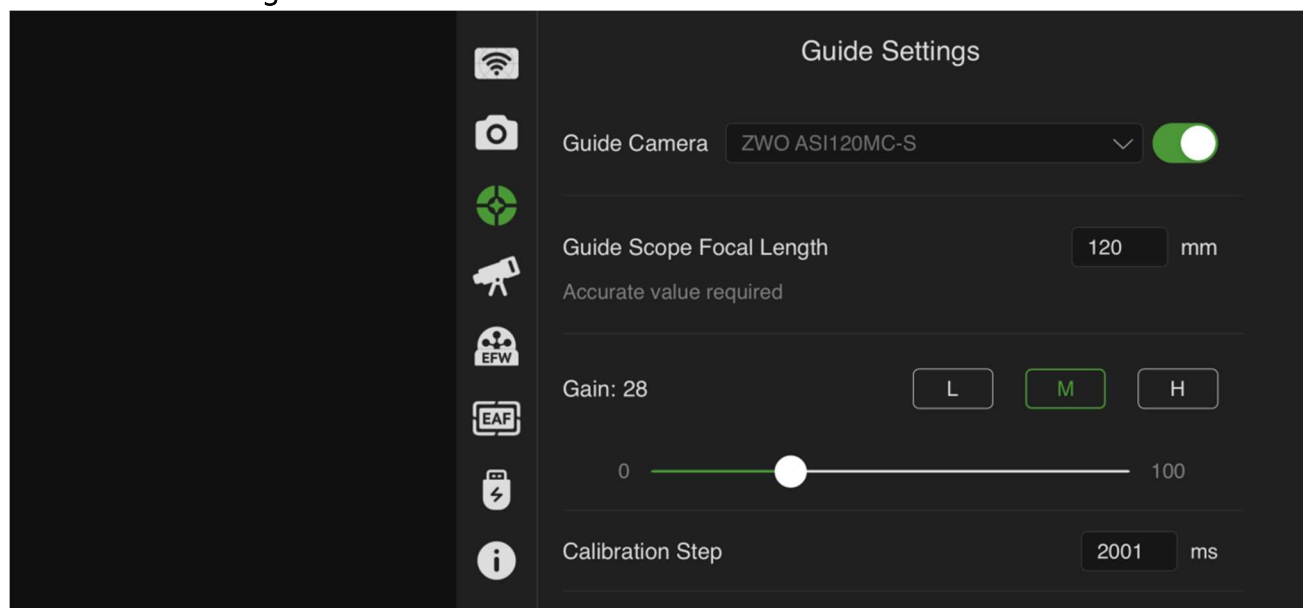 Guide Settings
Guide Camera ZWO ASI120MC-S
Guide Scope Focal Length 120 mm
Accurate value required
EFW
Gain: 28 L M H
EAF
0 100
Calibration Step 2001 ms